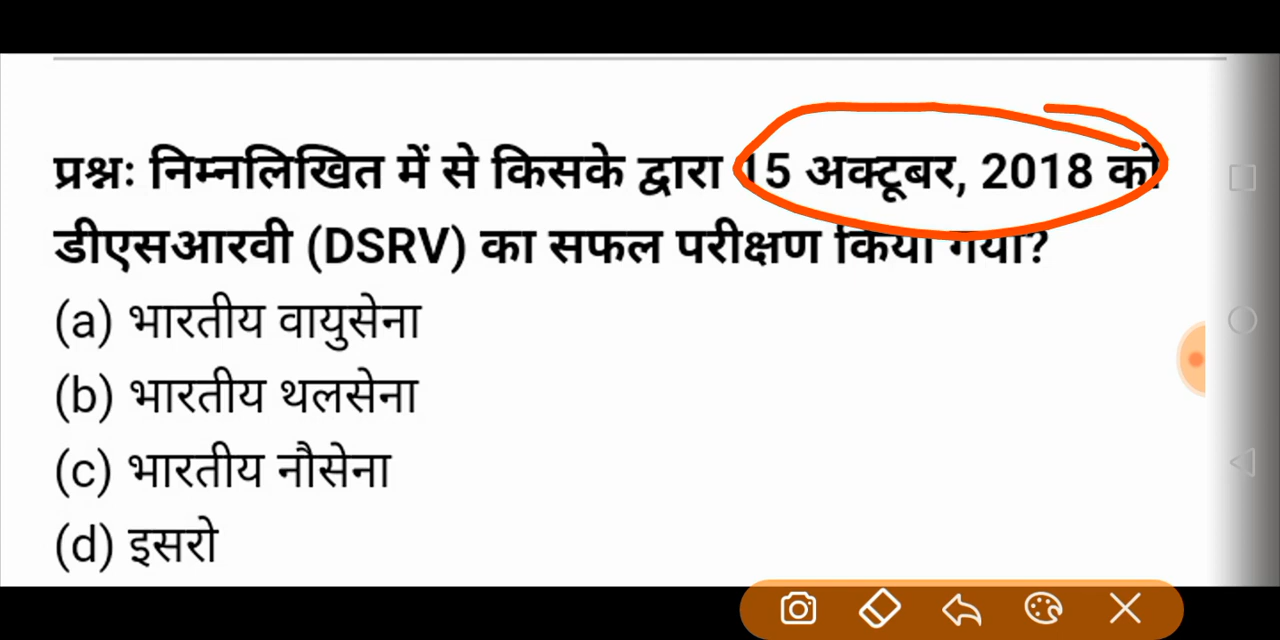 प्रश्नः निम्नलिखित में से किसके द्वारा 15 अक्टूबर, 2018 को
डीएसआरवी (DSRV) का सफल परीक्षण किया गया?
(a) भारतीय वायुसेना
(b) भारतीय थलसेना
(c) भारतीय नौसेना
(d) इसरो